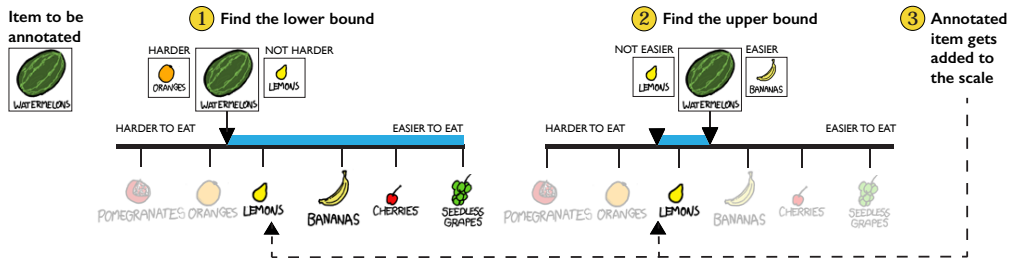 Item to be
annotated
WATERMELONS
1 Find the lower bound
HARDER
NOT HARDER
ORANGES
WATERMELONS
LEMONS
HARDER TO EAT
EASIER TO EAT
POMEGRANATES
ORANGES
LEMONS
BANANAS
CHERRIES
SEEDLESS
GRAPES
2 Find the upper bound
NOT EASIER
EASIER
LEMONS
WATERMELONS
BANANAS
HARDER TO EAT
EASIER TO EAT
POMEGRANATES
ORANGES
LEMONS
BANANAS
CHERRIES
SEEDLESS
GRAPES
3 Annotated
item gets
added to
the scale